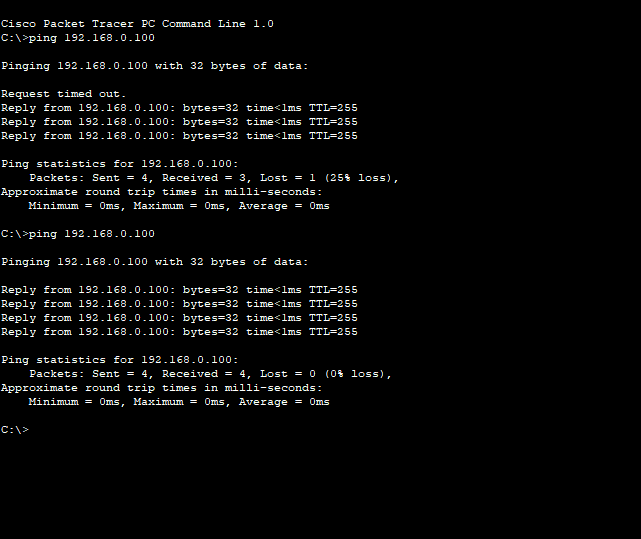 Cisco Packet Tracer PC Command Line 1.0
C:\>ping 192.168.0.100
Pinging 192.168.0.100 with 32 bytes of data:
Request timed out.
Reply from 192.168.0.100: bytes=32 time<1ms TTL=255
Reply from 192.168.0.100: bytes=32 time<1ms TTL=255
Reply from 192.168.0.100: bytes=32 time<1ms TTL=255
Ping statistics for 192.168.0.100:
    Packets: Sent = 4, Received = 3, Lost = 1 (25% loss),
Approximate round trip times in milli-seconds:
    Minimum = 0ms, Maximum = 0ms, Average = 0ms
C:\>ping 192.168.0.100
Pinging 192.168.0.100 with 32 bytes of data:
Reply from 192.168.0.100: bytes=32 time<1ms TTL=255
Reply from 192.168.0.100: bytes=32 time<1ms TTL=255
Reply from 192.168.0.100: bytes=32 time<1ms TTL=255
Reply from 192.168.0.100: bytes=32 time<1ms TTL=255
Ping statistics for 192.168.0.100:
    Packets: Sent = 4, Received = 4, Lost = 0 (0% loss),
Approximate round trip times in milli-seconds:
    Minimum = 0ms, Maximum = 0ms, Average = 0ms
C:\>